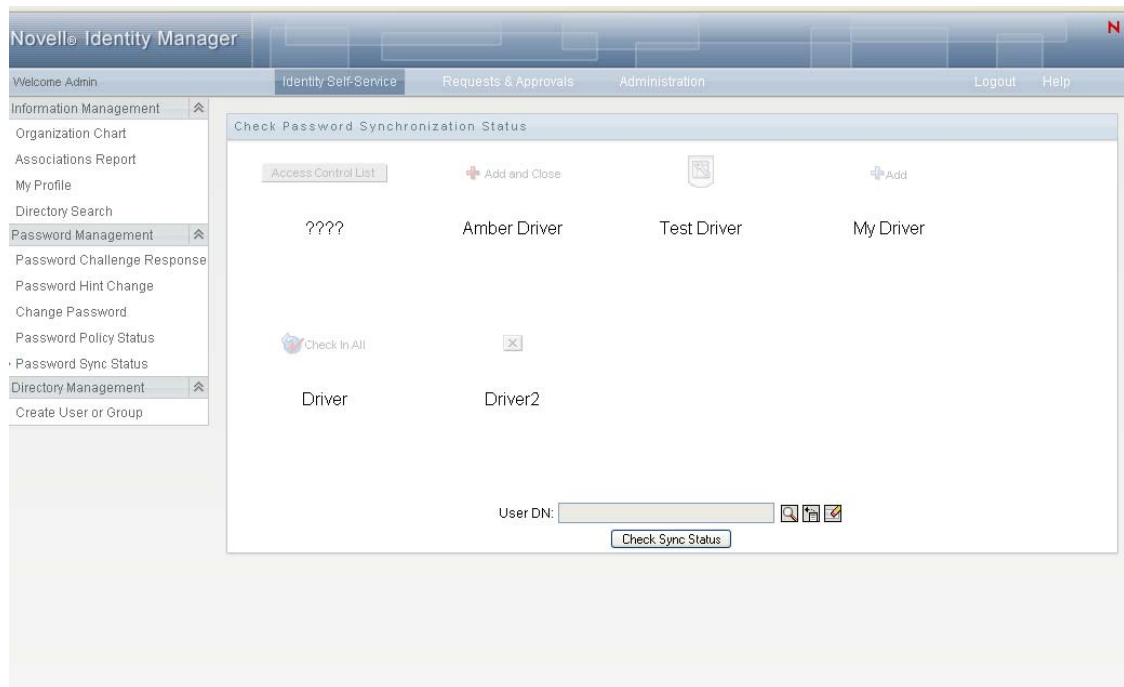 Novell® Identity Manager
N
Welcome Admin
Identity Self-Service
Requests & Approvals
Administration
Logout
Help
Information Management
Organization Chart
Associations Report
My Profile
Directory Search
Password Management
Password Challenge Response
Password Hint Change
Change Password
Password Policy Status
Password Sync Status
Directory Management
Create User or Group
Check Password Synchronization Status
Access Control List
Add and Close
Add
????
Amber Driver
Test Driver
My Driver
Check In All
Driver
Driver2
User DN:
Check Sync Status